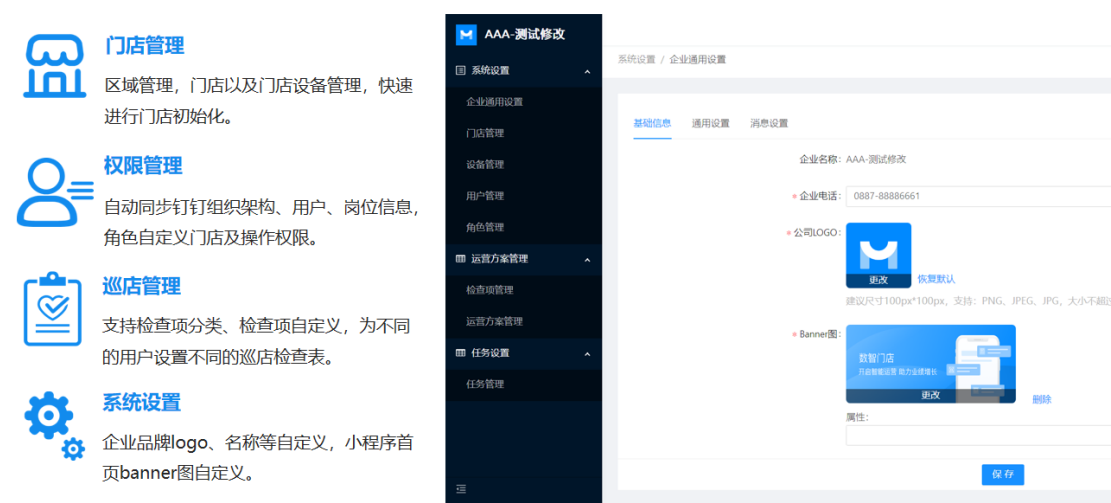 门店管理
区域管理，门店以及门店设备管理，快速
进行门店初始化。
权限管理
自动同步钉钉组织架构、用户、岗位信息，
角色自定义门店及操作权限。
巡店管理
支持检查项分类、检查项自定义，为不同
的用户设置不同的巡店检查表。
系统设置
企业品牌logo、名称等自定义，小程序首
页banner图自定义。
AAA-测试修改
系统设置
企业通用设置
门店管理
设备管理
用户管理
角色管理
运营方案管理
检查项管理
运营方案管理
任务设置
任务管理
系统设置 / 企业通用设置
基础信息 通用设置 消息设置
企业名称: AAA-测试修改
* 企业电话: 0887-88886661
* 公司LOGO:
更改 恢复默认
建议尺寸100px*100px，支持：PNG、JPEG、JPG，大小不超过
* Banner图:
数智门店
开启智能运营 助力业绩增长
更改 删除
属性:
保存